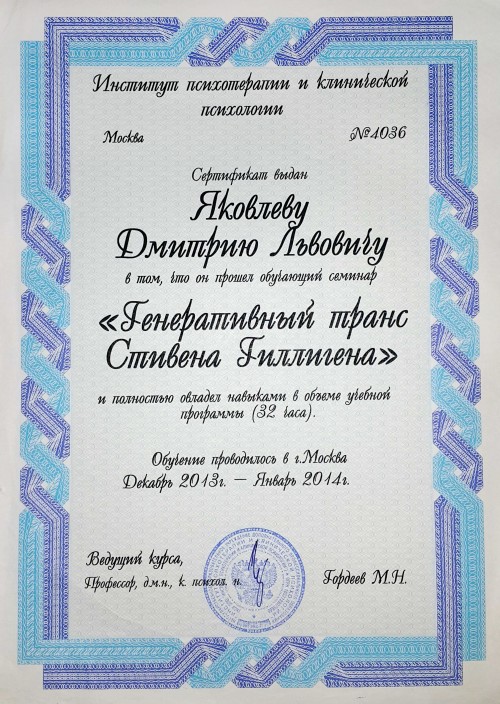 Институт психотерапии и клинической
психологии
Москва №1036
Сертификат выдан
Яковлеву
Дмитрию Львовичу
в том, что он прошел обучающий семинар
«Генеративный транс
Стивена Гиллигена»
и полностью овладел навыками в объеме учебной
программы (32 часа).
Обучение проводилось в г.Москва
Декабрь 2013г. — Январь 2014г.
Ведущий курса,
Профессор, д.м.н., к. психол. н. Гордеев М.Н.